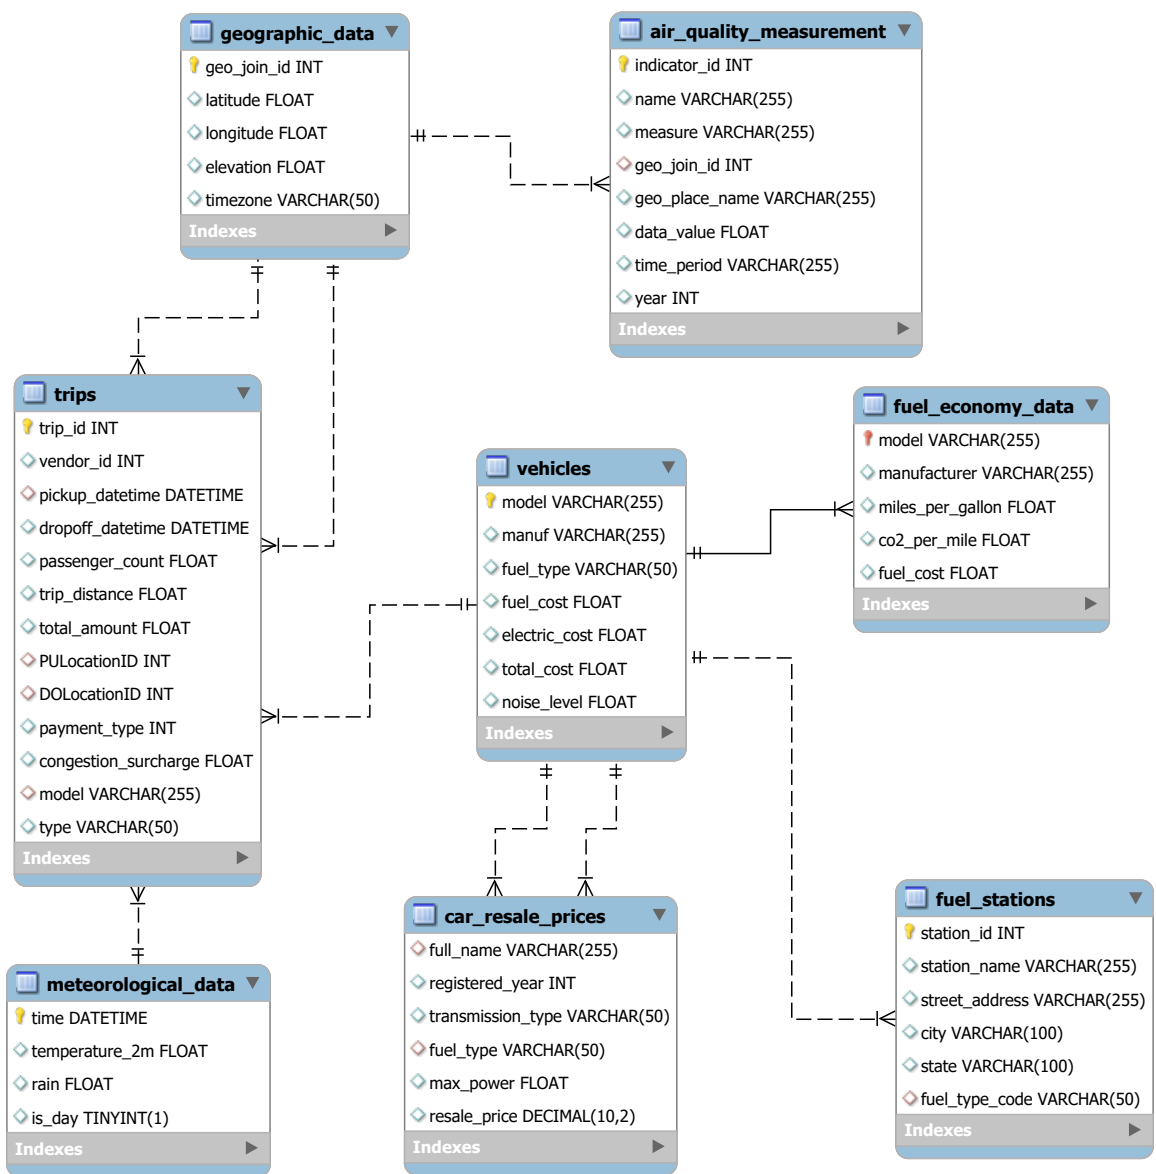 geographic_data
geo_join_id INT
latitude FLOAT
longitude FLOAT
elevation FLOAT
timezone VARCHAR(50)
Indexes
air_quality_measurement
indicator_id INT
name VARCHAR(255)
measure VARCHAR(255)
geo_join_id INT
geo_place_name VARCHAR(255)
data_value FLOAT
time_period VARCHAR(255)
year INT
Indexes
trips
trip_id INT
vendor_id INT
pickup_datetime DATETIME
dropoff_datetime DATETIME
passenger_count FLOAT
trip_distance FLOAT
total_amount FLOAT
PULocationID INT
DOLocationID INT
payment_type INT
congestion_surcharge FLOAT
model VARCHAR(255)
type VARCHAR(50)
Indexes
vehicles
model VARCHAR(255)
manuf VARCHAR(255)
fuel_type VARCHAR(50)
fuel_cost FLOAT
electric_cost FLOAT
total_cost FLOAT
noise_level FLOAT
Indexes
fuel_economy_data
model VARCHAR(255)
manufacturer VARCHAR(255)
miles_per_gallon FLOAT
co2_per_mile FLOAT
fuel_cost FLOAT
Indexes
meteorological_data
time DATETIME
temperature_2m FLOAT
rain FLOAT
is_day TINYINT(1)
Indexes
car_resale_prices
full_name VARCHAR(255)
registered_year INT
transmission_type VARCHAR(50)
fuel_type VARCHAR(50)
max_power FLOAT
resale_price DECIMAL(10,2)
Indexes
fuel_stations
station_id INT
station_name VARCHAR(255)
street_address VARCHAR(255)
city VARCHAR(100)
state VARCHAR(100)
fuel_type_code VARCHAR(50)
Indexes